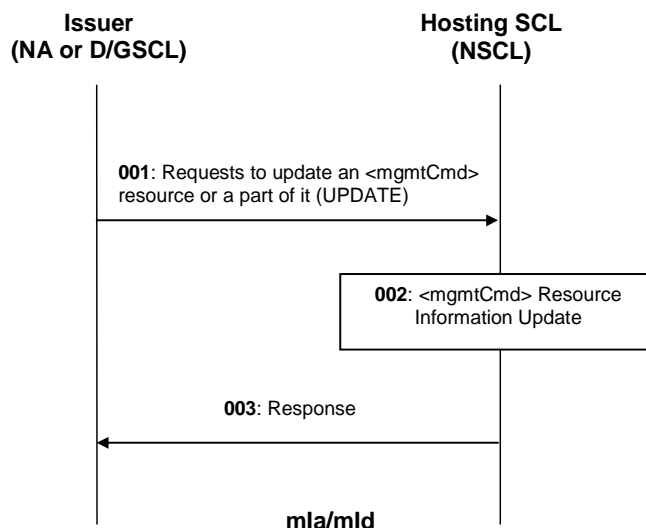 Issuer
(NA or D/GSCL)
Hosting SCL
(NSCL)
001: Requests to update an <mgmtCmd>
resource or a part of it (UPDATE)
002: <mgmtCmd> Resource
Information Update
003: Response
mIa/mId